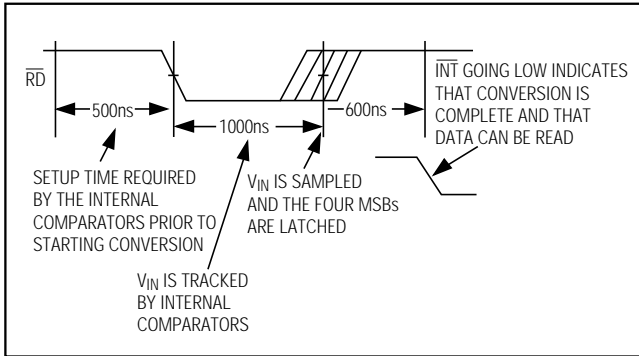 RD
500ns
1000ns
600ns
INT GOING LOW INDICATES
THAT CONVERSION IS
COMPLETE AND THAT
DATA CAN BE READ
SETUP TIME REQUIRED
BY THE INTERNAL
COMPARATORS PRIOR TO
STARTING CONVERSION
VIN IS SAMPLED
AND THE FOUR MSBs
ARE LATCHED
VIN IS TRACKED
BY INTERNAL
COMPARATORS